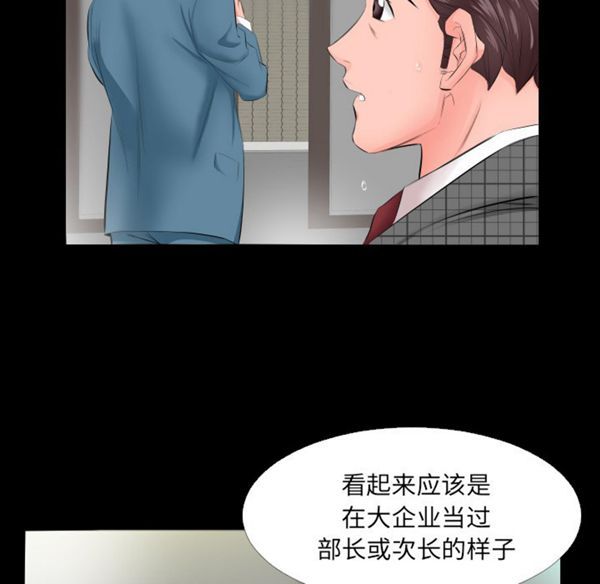 看起来应该是
在大企业当过
部长或次长的样子